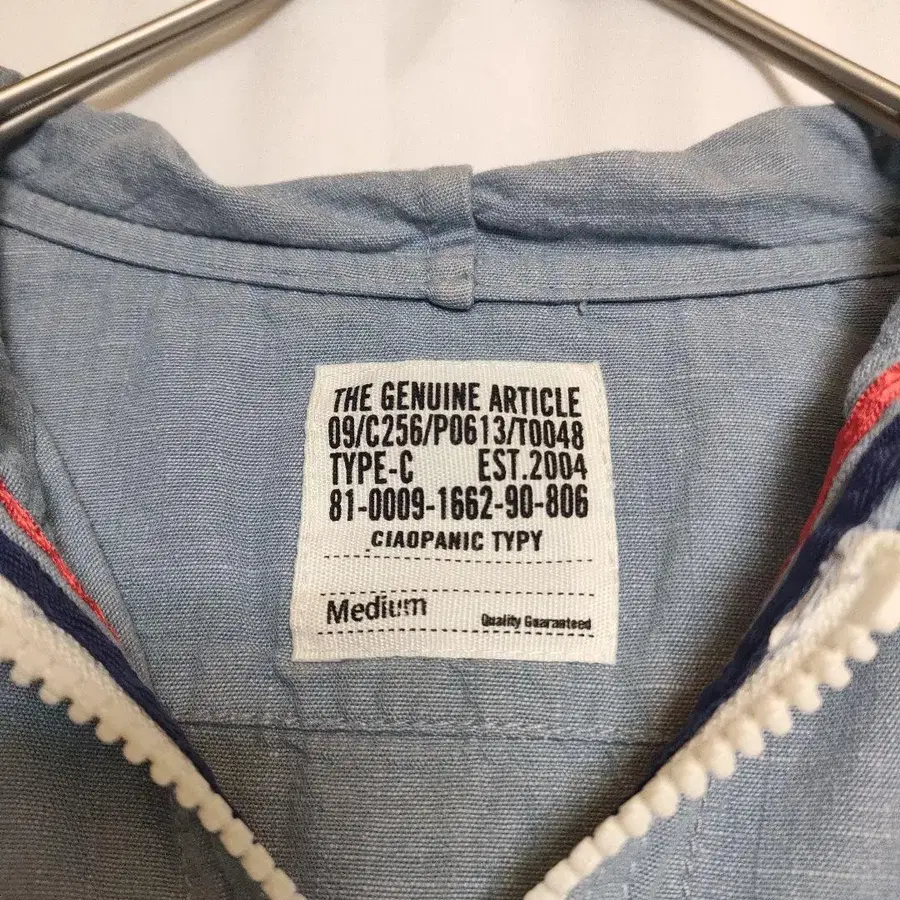 THE GENUINE ARTICLE
09/C256/P0613/T0048
TYPE-C EST.2004
81-0009-1662-90-806
CIAOPANIC TYPY
Medium Quality Guaranteed